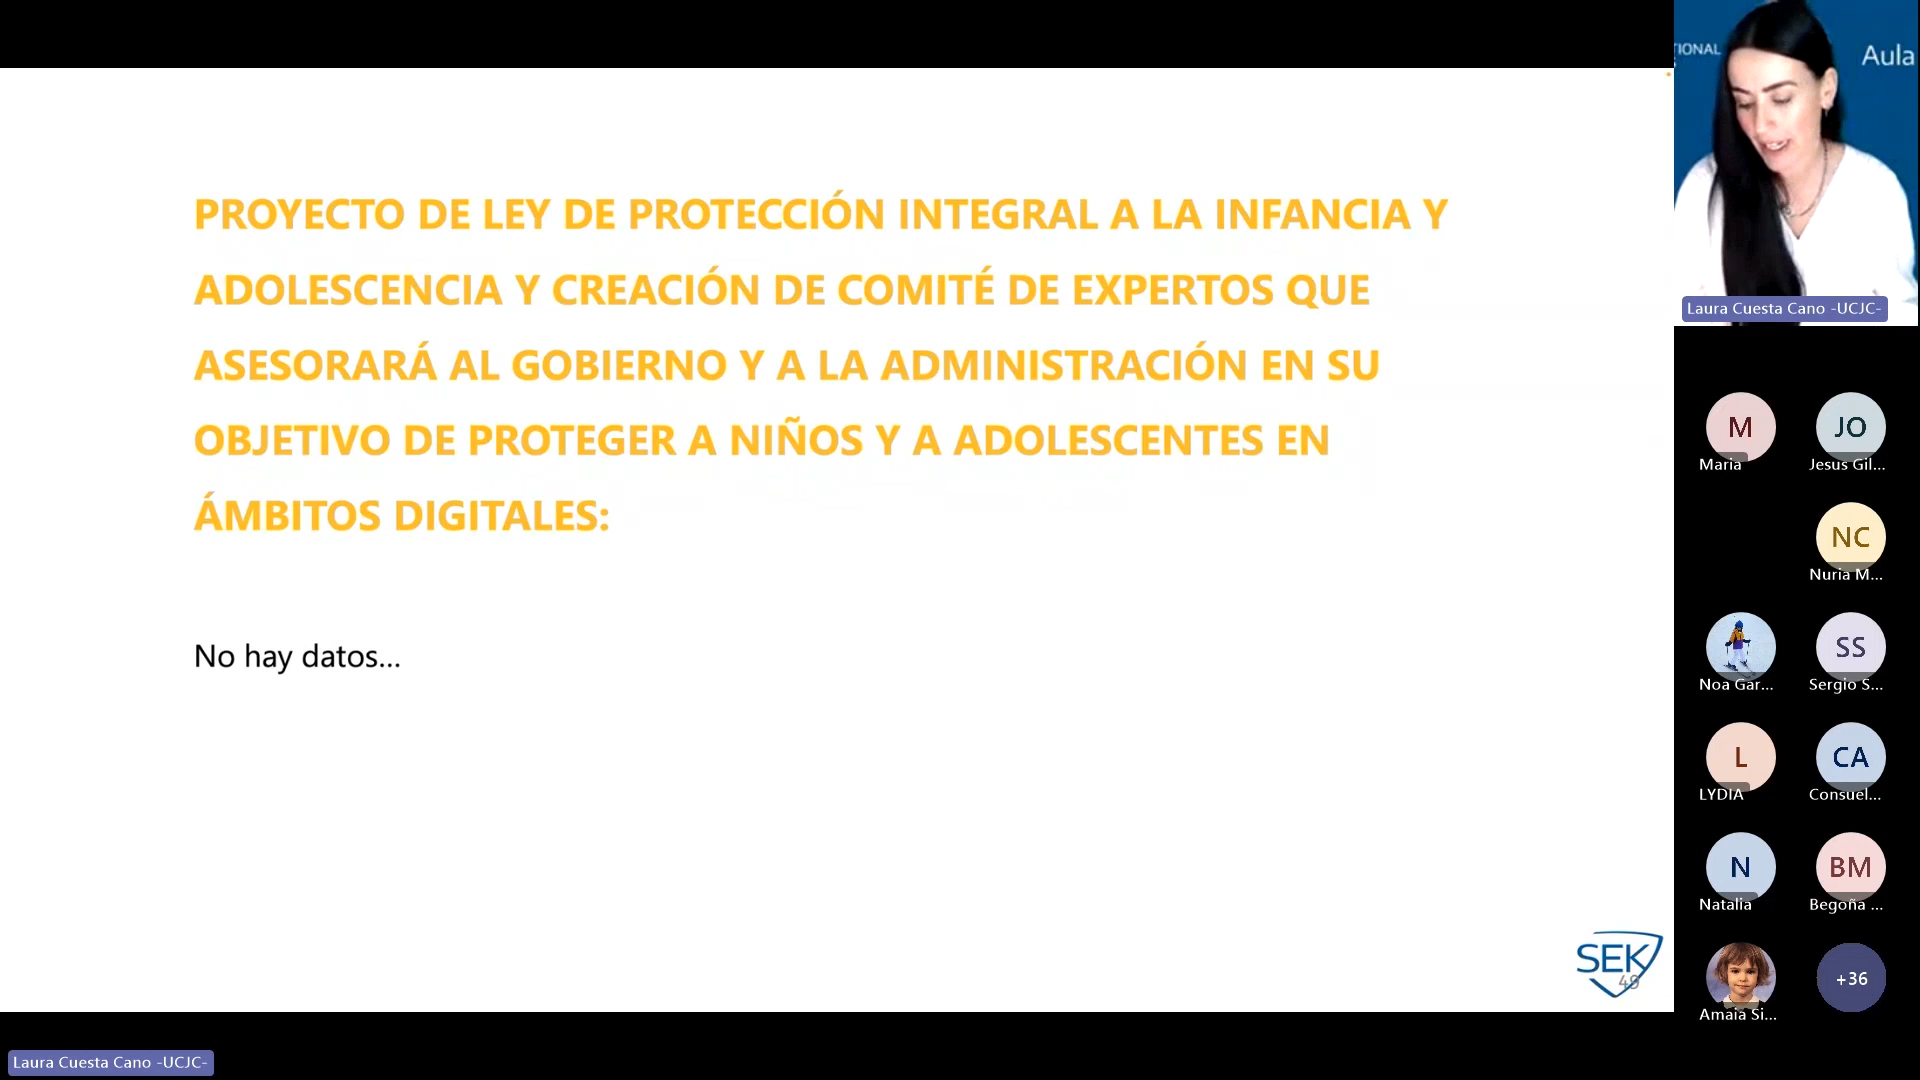 TIONAL
Aula
PROYECTO DE LEY DE PROTECCIÓN INTEGRAL A LA INFANCIA Y
ADOLESCENCIA Y CREACIÓN DE COMITÉ DE EXPERTOS QUE
ASESORARÁ AL GOBIERNO Y A LA ADMINISTRACIÓN EN SU
OBJETIVO DE PROTEGER A NIÑOS Y A ADOLESCENTES EN
ÁMBITOS DIGITALES:
No hay datos...
SEK
49
Laura Cuesta Cano -UCJC-
M
Maria
JO
Jesus Gil...
NC
Nuria M...
Noa Gar...
SS
Sergio S...
L
LYDIA
CA
Consuel...
N
Natalia
BM
Begoña ...
Amaia Si...
+36
Laura Cuesta Cano -UCJC-